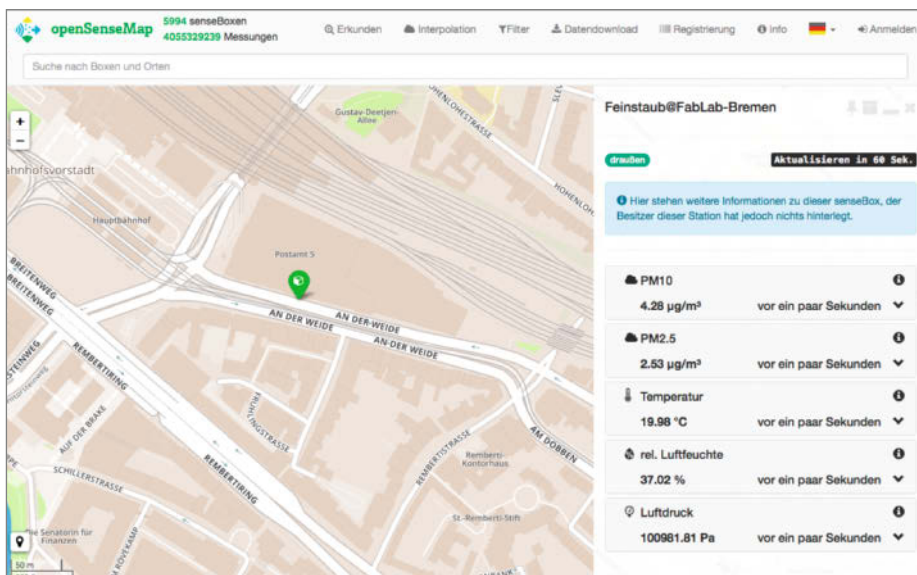 openSenseMap
5994 senseBoxen
4055329239 Messungen
Erkunden
Interpolation
Filter
Datendownload
Registrierung
Info
Anmelden
Suche nach Boxen und Orten
+
−
Gustav-Deetjen-
Allee
HOHENLOHESTRASSE
HOHENLOH
ahnhofsvorstadt
Hauptbahnhof
Postamt 5
BREITENWEG
BREITENWEG
AN DER WEIDE
AN DER WEIDE
AN DER WEIDE
AN DER WEIDE
REMBERTIRING
REMBERTIRING
AUF DER BRAKE
SCHILLERSTRASSE
REMBERTISTRASSE
Remberti-
Kontorhaus
AM DOBBEN
St.-Remberti-Stift
Die Senatorin für
Finanzen
50 m
Feinstaub@FabLab-Bremen
draußen
Aktualisieren in 60 Sek.
Hier stehen weitere Informationen zu dieser senseBox, der
Besitzer dieser Station hat jedoch nichts hinterlegt.
PM10
4.28 µg/m³ vor ein paar Sekunden
PM2.5
2.53 µg/m³ vor ein paar Sekunden
Temperatur
19.98 °C vor ein paar Sekunden
rel. Luftfeuchte
37.02 % vor ein paar Sekunden
Luftdruck
100981.81 Pa vor ein paar Sekunden